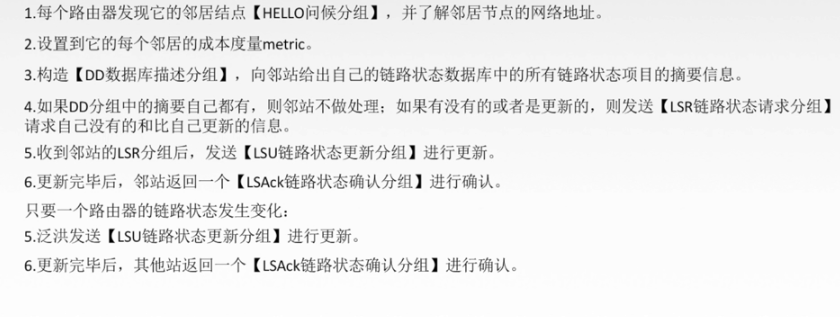 1.每个路由器发现它的邻居结点【HELLO问候分组】，并了解邻居节点的网络地址。
2.设置到它的每个邻居的成本度量metric。
3.构造【DD数据库描述分组】，向邻站给出自己的链路状态数据库中的所有链路状态项目的摘要信息。
4.如果DD分组中的摘要自己都有，则邻站不做处理；如果有没有的或者是更新的，则发送【LSR链路状态请求分组】
请求自己没有的和比自己更新的信息。
5.收到邻站的LSR分组后，发送【LSU链路状态更新分组】进行更新。
6.更新完毕后，邻站返回一个【LSAck链路状态确认分组】进行确认。
只要一个路由器的链路状态发生变化：
5.泛洪发送【LSU链路状态更新分组】进行更新。
6.更新完毕后，其他站返回一个【LSAck链路状态确认分组】进行确认。